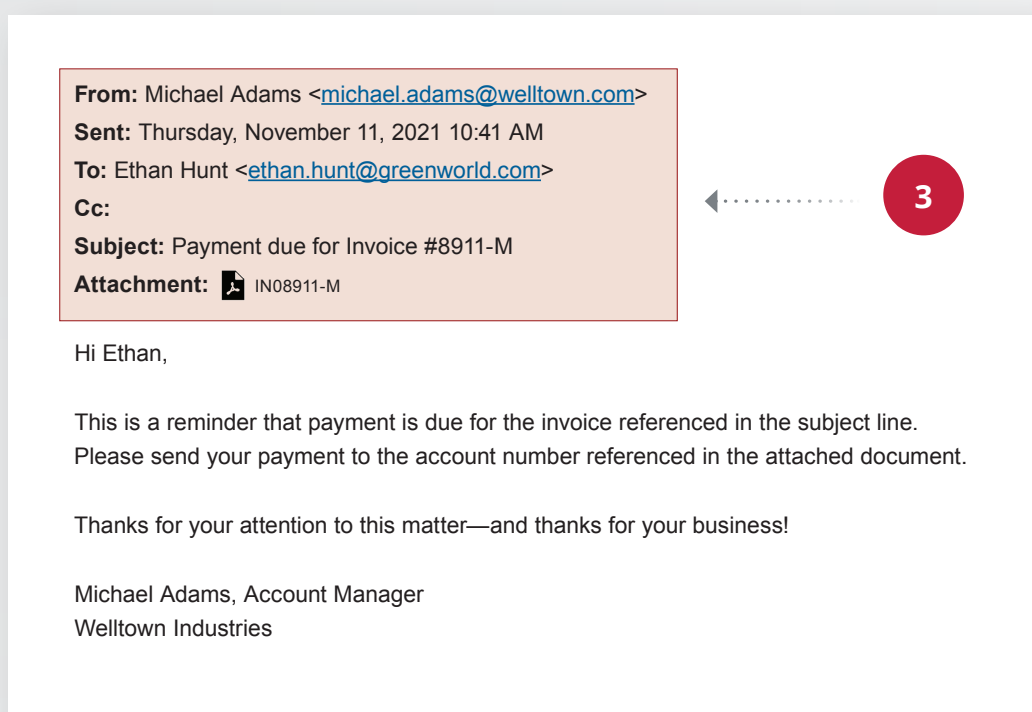 From: Michael Adams <michael.adams@welltown.com>
Sent: Thursday, November 11, 2021 10:41 AM
To: Ethan Hunt <ethan.hunt@greenworld.com>
Cc:
Subject: Payment due for Invoice #8911-M
Attachment: IN08911-M
3
Hi Ethan,
This is a reminder that payment is due for the invoice referenced in the subject line.
Please send your payment to the account number referenced in the attached document.
Thanks for your attention to this matter—and thanks for your business!
Michael Adams, Account Manager
Welltown Industries